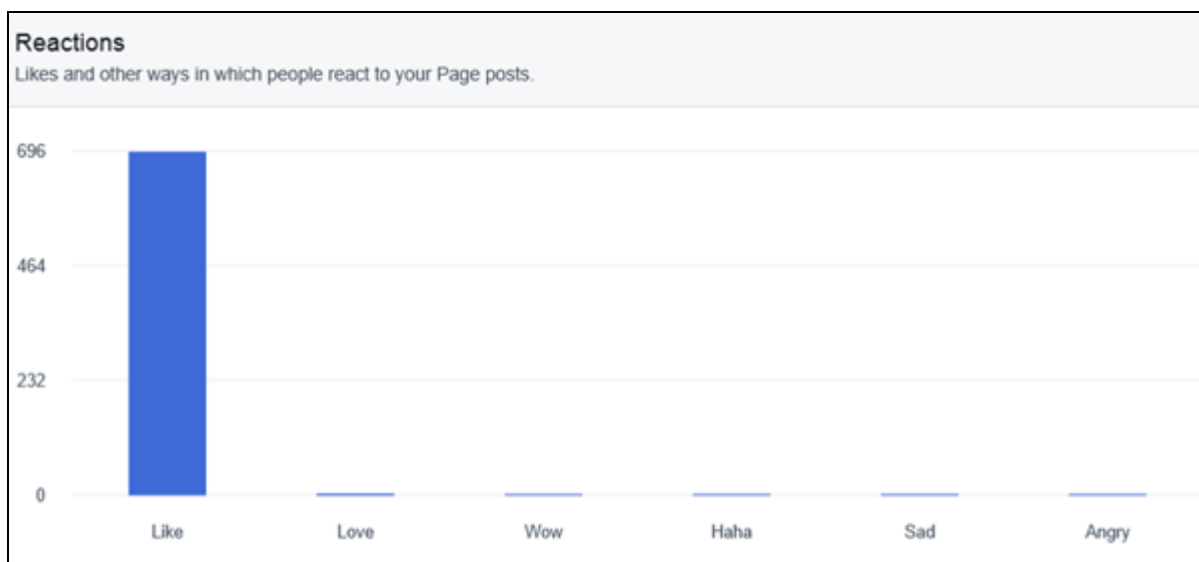 Reactions
Likes and other ways in which people react to your Page posts.
696
464
232
0
Like Love Wow Haha Sad Angry